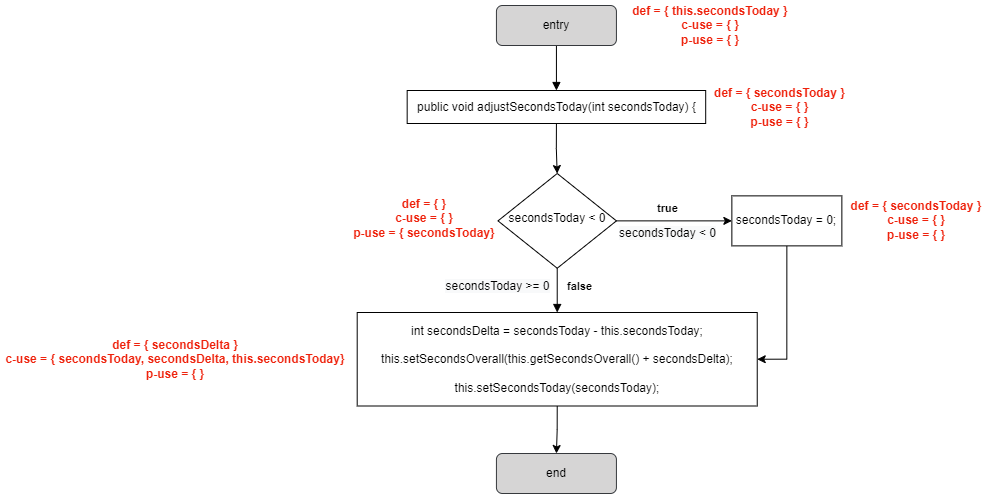 entry
def = { this.secondsToday }
c-use = { }
p-use = { }
public void adjustSecondsToday(int secondsToday) {
def = { secondsToday }
c-use = { }
p-use = { }
def = { }
c-use = { }
p-use = { secondsToday}
secondsToday < 0
true
secondsToday < 0
secondsToday = 0;
def = { secondsToday }
c-use = { }
p-use = { }
secondsToday >= 0
false
def = { secondsDelta }
c-use = { secondsToday, secondsDelta, this.secondsToday}
p-use = { }
int secondsDelta = secondsToday - this.secondsToday;
this.setSecondsOverall(this.getSecondsOverall() + secondsDelta);
this.setSecondsToday(secondsToday);
end